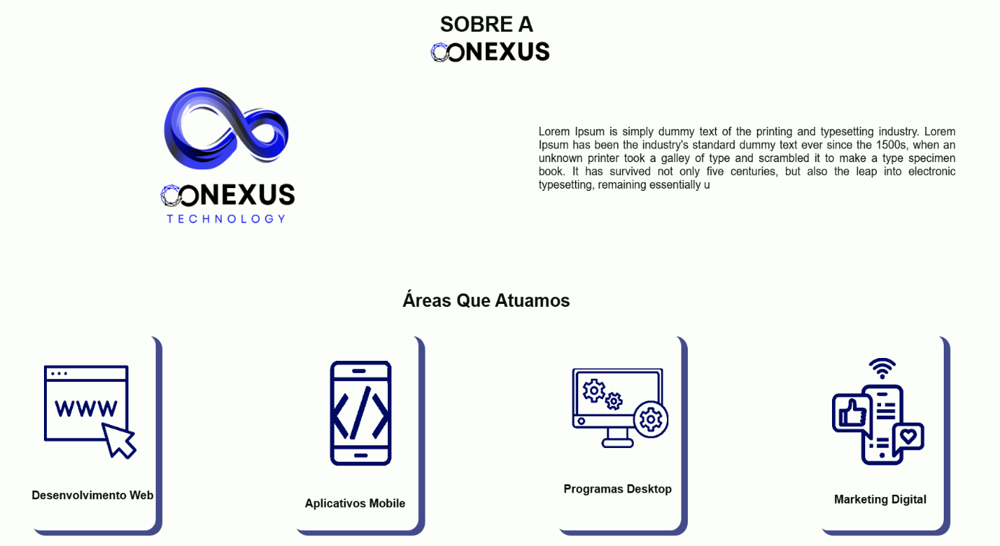 SOBRE A
CONEXUS
CONEXUS
TECHNOLOGY
Lorem Ipsum is simply dummy text of the printing and typesetting industry. Lorem
Ipsum has been the industry's standard dummy text ever since the 1500s, when an
unknown printer took a galley of type and scrambled it to make a type specimen
book. It has survived not only five centuries, but also the leap into electronic
typesetting, remaining essentially u
Áreas Que Atuamos
WWW
</>
Desenvolvimento Web
Aplicativos Mobile
Programas Desktop
Marketing Digital